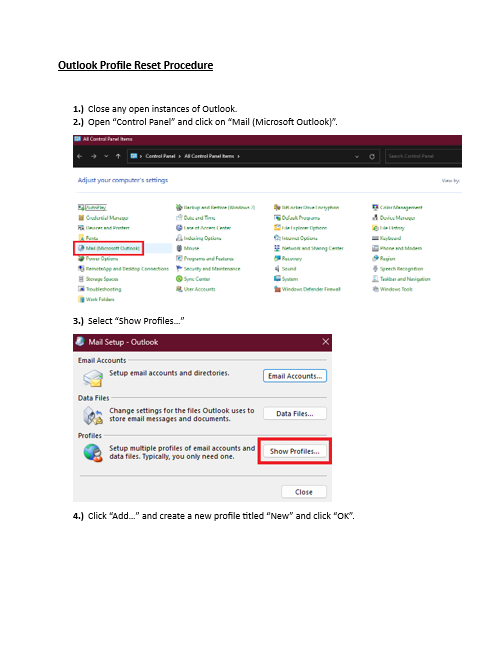 Outlook Profile Reset Procedure
1.) Close any open instances of Outlook.
2.) Open “Control Panel” and click on “Mail (Microsoft Outlook)”.
All Control Panel Items
Control Panel > All Control Panel Items >
Search Control Panel
Adjust your computer's settings
View by:
AutoPlay
Backup and Restore (Windows 7)
BitLocker Drive Encryption
Color Management
Credential Manager
Date and Time
Default Programs
Device Manager
Devices and Printers
Ease of Access Center
File Explorer Options
File History
Fonts
Indexing Options
Internet Options
Keyboard
Mail (Microsoft Outlook)
Mouse
Network and Sharing Center
Phone and Modem
Power Options
Programs and Features
Recovery
Region
RemoteApp and Desktop Connections
Security and Maintenance
Sound
Speech Recognition
Storage Spaces
Sync Center
System
Taskbar and Navigation
Troubleshooting
User Accounts
Windows Defender Firewall
Windows Tools
Work Folders
3.) Select “Show Profiles…”
Mail Setup - Outlook
Email Accounts
Setup email accounts and directories.
Email Accounts...
Data Files
Change settings for the files Outlook uses to
store email messages and documents.
Data Files...
Profiles
Setup multiple profiles of email accounts and
data files. Typically, you only need one.
Show Profiles...
Close
4.) Click “Add…” and create a new profile titled “New” and click “OK”.